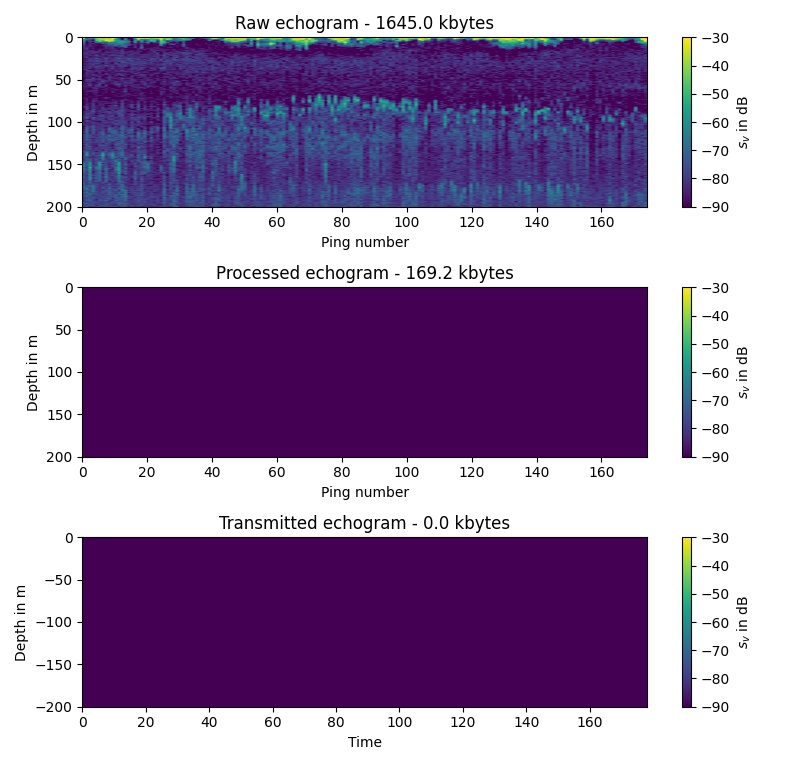 Raw echogram - 1645.0 kbytes
0
50
100
150
200
Depth in m
0 20 40 60 80 100 120 140 160
Ping number
−30
−40
−50
−60
−70
−80
−90
sᵥ in dB
Processed echogram - 169.2 kbytes
0
50
100
150
200
Depth in m
0 20 40 60 80 100 120 140 160
Ping number
−30
−40
−50
−60
−70
−80
−90
sᵥ in dB
Transmitted echogram - 0.0 kbytes
0
−50
−100
−150
−200
Depth in m
0 20 40 60 80 100 120 140 160
Time
−30
−40
−50
−60
−70
−80
−90
sᵥ in dB